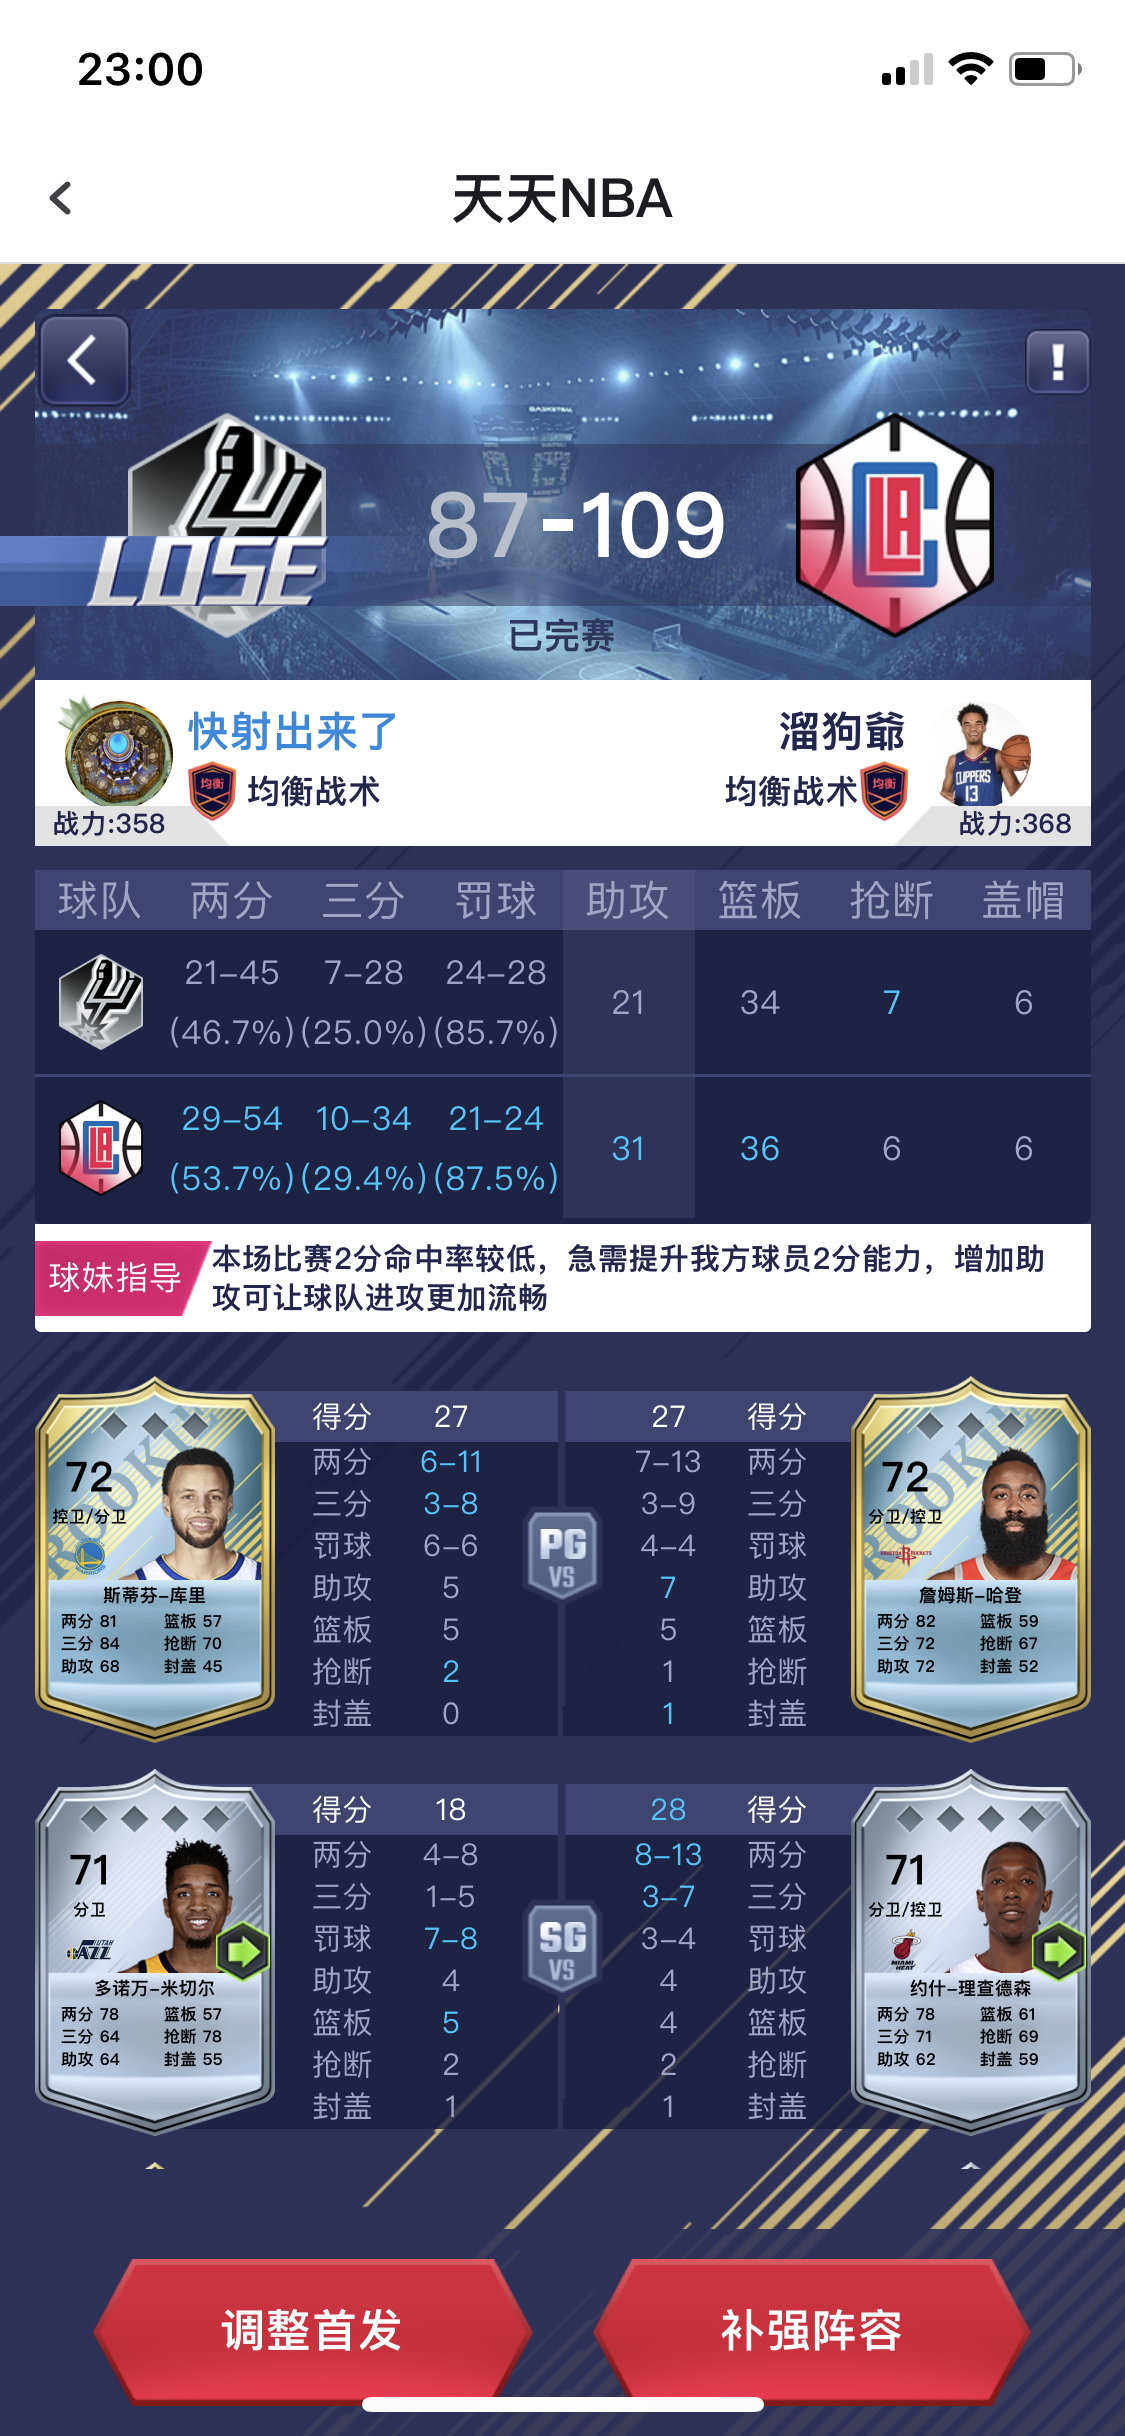 23:00
天天NBA
BASKETBALL
LOSE
87-109
已完赛
快射出来了
溜狗爺
均衡
均衡战术
均衡战术
均衡
CLIPPERS
13
战力:358
战力:368
球队 两分 三分 罚球 助攻 篮板 抢断 盖帽
21-45 7-28 24-28 21 34 7 6
(46.7%) (25.0%) (85.7%)
29-54 10-34 21-24 31 36 6 6
(53.7%) (29.4%) (87.5%)
球妹指导
本场比赛2分命中率较低，急需提升我方球员2分能力，增加助
攻可让球队进攻更加流畅
ROOKIE
72
控卫/分卫
WARRIORS
斯蒂芬-库里
两分 81 篮板 57
三分 84 抢断 70
助攻 68 封盖 45
得分 27
两分 6-11
三分 3-8
罚球 6-6
助攻 5
篮板 5
抢断 2
封盖 0
PG
VS
27 得分
7-13 两分
3-9 三分
4-4 罚球
7 助攻
5 篮板
1 抢断
1 封盖
ROOKIE
72
分卫/控卫
詹姆斯-哈登
两分 82 篮板 59
三分 72 抢断 67
助攻 72 封盖 52
71
分卫
UTAH
JAZZ
多诺万-米切尔
两分 78 篮板 57
三分 64 抢断 78
助攻 64 封盖 55
得分 18
两分 4-8
三分 1-5
罚球 7-8
助攻 4
篮板 5
抢断 2
封盖 1
SG
VS
28 得分
8-13 两分
3-7 三分
3-4 罚球
4 助攻
4 篮板
2 抢断
1 封盖
71
分卫/控卫
MIAMI
HEAT
约什-理查德森
两分 78 篮板 61
三分 71 抢断 69
助攻 62 封盖 59
调整首发
补强阵容